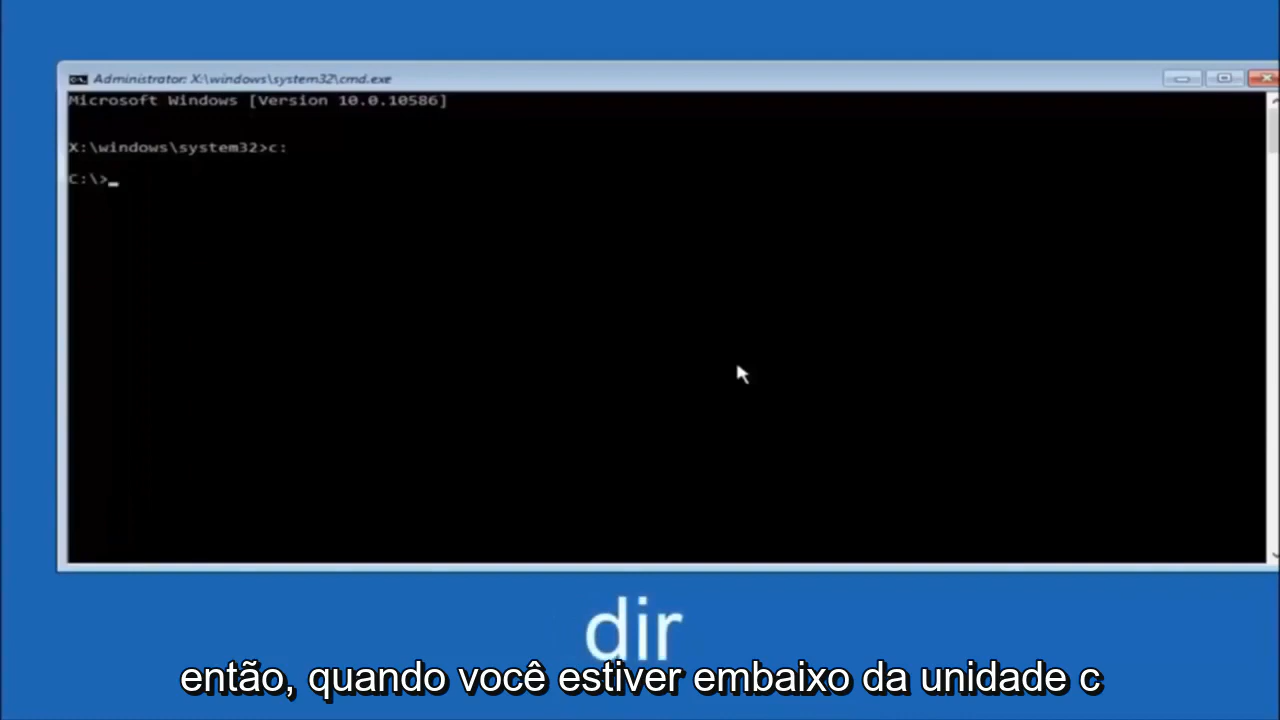 Administrator: X:\windows\system32\cmd.exe
Microsoft Windows [Version 10.0.10586]
X:\windows\system32>c:
C:\>_
dir
então, quando você estiver embaixo da unidade c